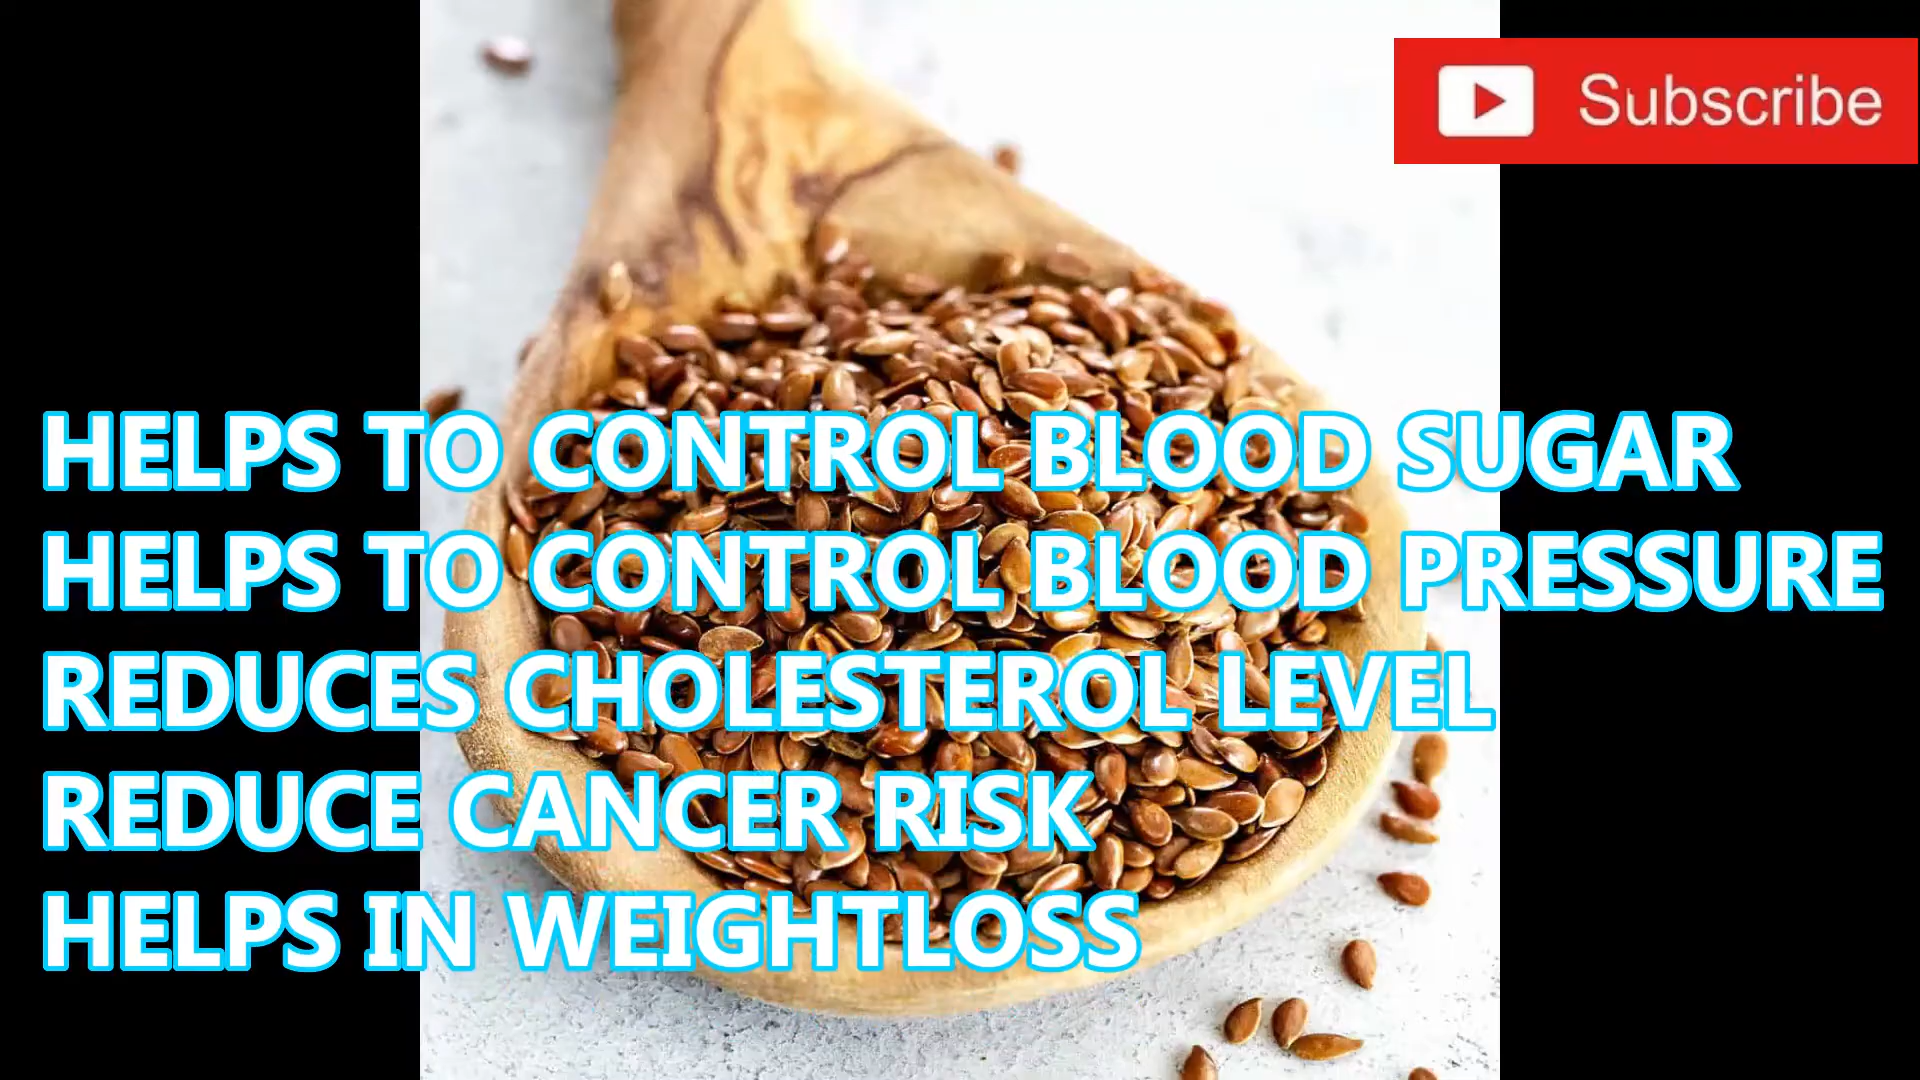 Subscribe
HELPS TO CONTROL BLOOD SUGAR
HELPS TO CONTROL BLOOD PRESSURE
REDUCES CHOLESTEROL LEVEL
REDUCE CANCER RISK
HELPS IN WEIGHTLOSS